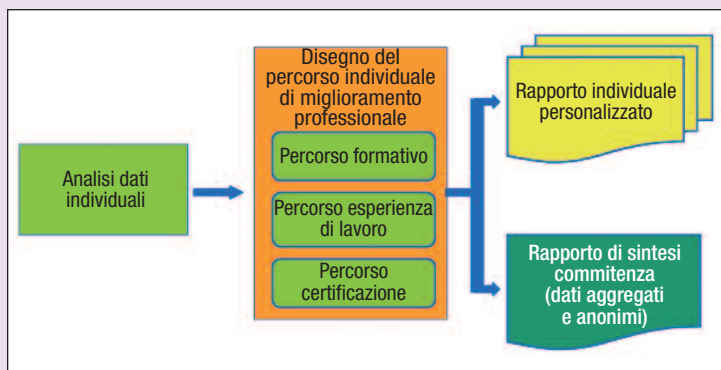 Analisi dati
individuali
Disegno del
percorso individuale
di miglioramento
professionale
Percorso formativo
Percorso esperienza
di lavoro
Percorso
certificazione
Rapporto individuale
personalizzato
Rapporto di sintesi
commitenza
(dati aggregati
e anonimi)